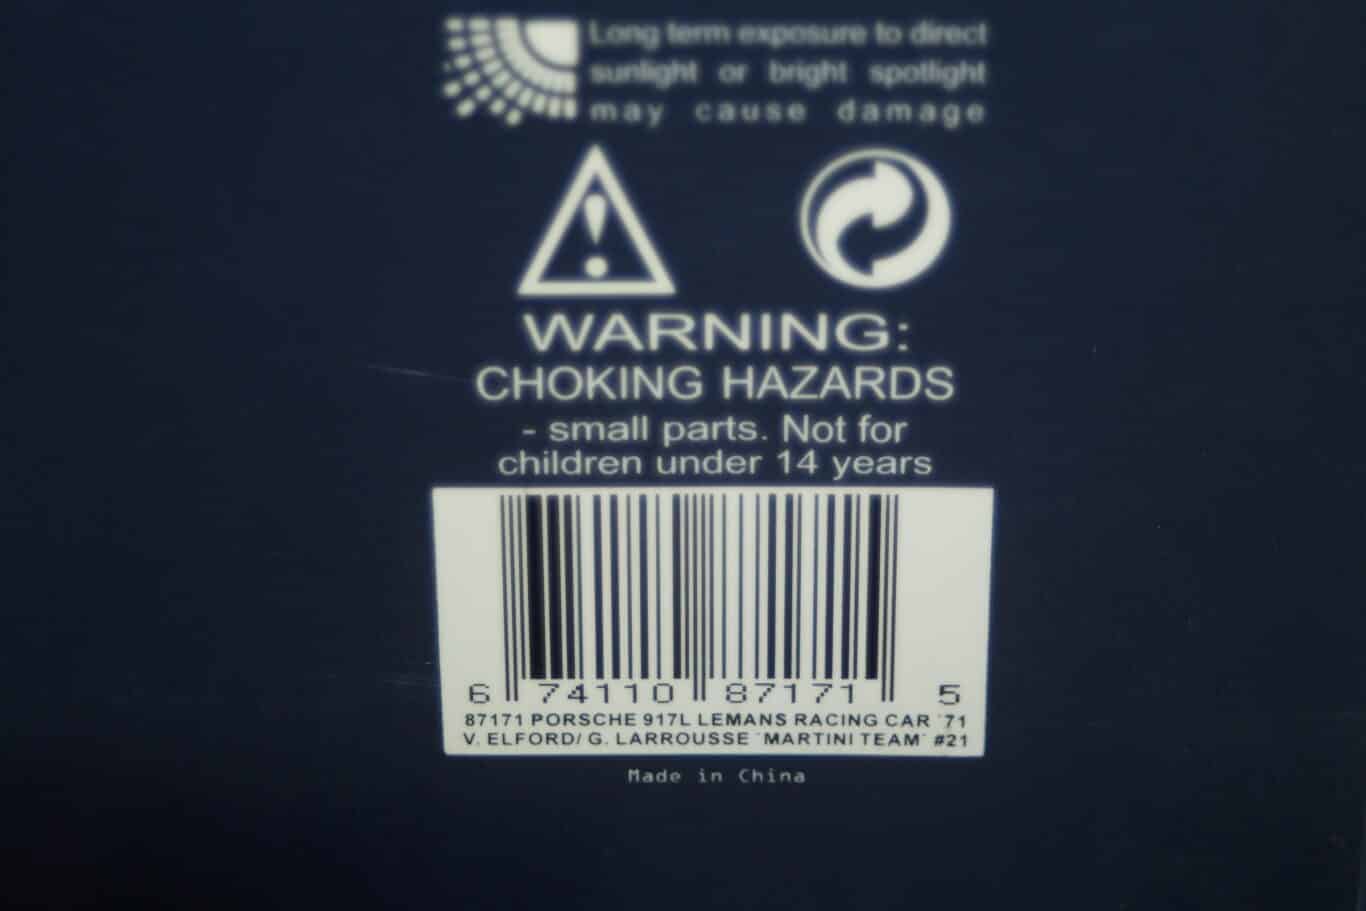 Long term exposure to direct
sunlight or bright spotlight
may cause damage
WARNING:
CHOKING HAZARDS
- small parts. Not for
children under 14 years
6 74110 87171 5
87171 PORSCHE 917L LEMANS RACING CAR '71
V. ELFORD/ G. LARROUSSE 'MARTINI TEAM' #21
Made in China